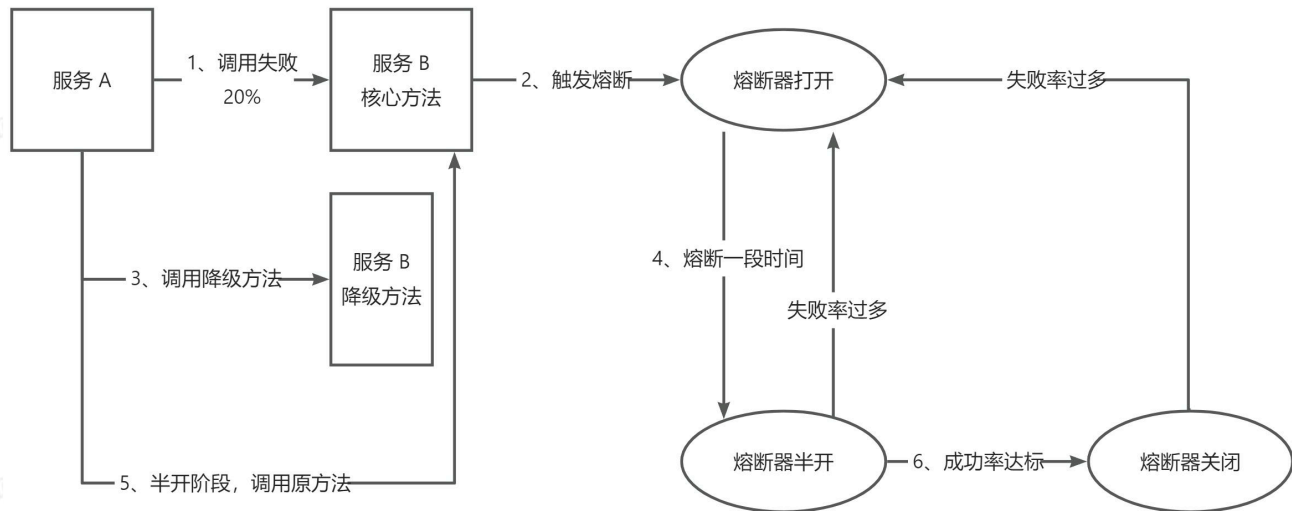 服务 A
1、调用失败
20%
服务 B
核心方法
2、触发熔断
熔断器打开
失败率过多
服务 B
降级方法
3、调用降级方法
4、熔断一段时间
失败率过多
5、半开阶段，调用原方法
熔断器半开
6、成功率达标
熔断器关闭